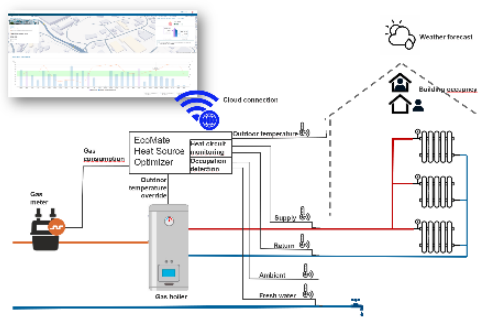 Weather forecast
Building occupancy
Cloud connection
Outdoor temperature
EcoMate
Heat Source
Optimizer
Heat circuit
monitoring
Occupation
detection
Gas
consumption
Outdoor
temperature
override
Gas
meter
Supply
Return
Ambient
Fresh water
Gas boiler